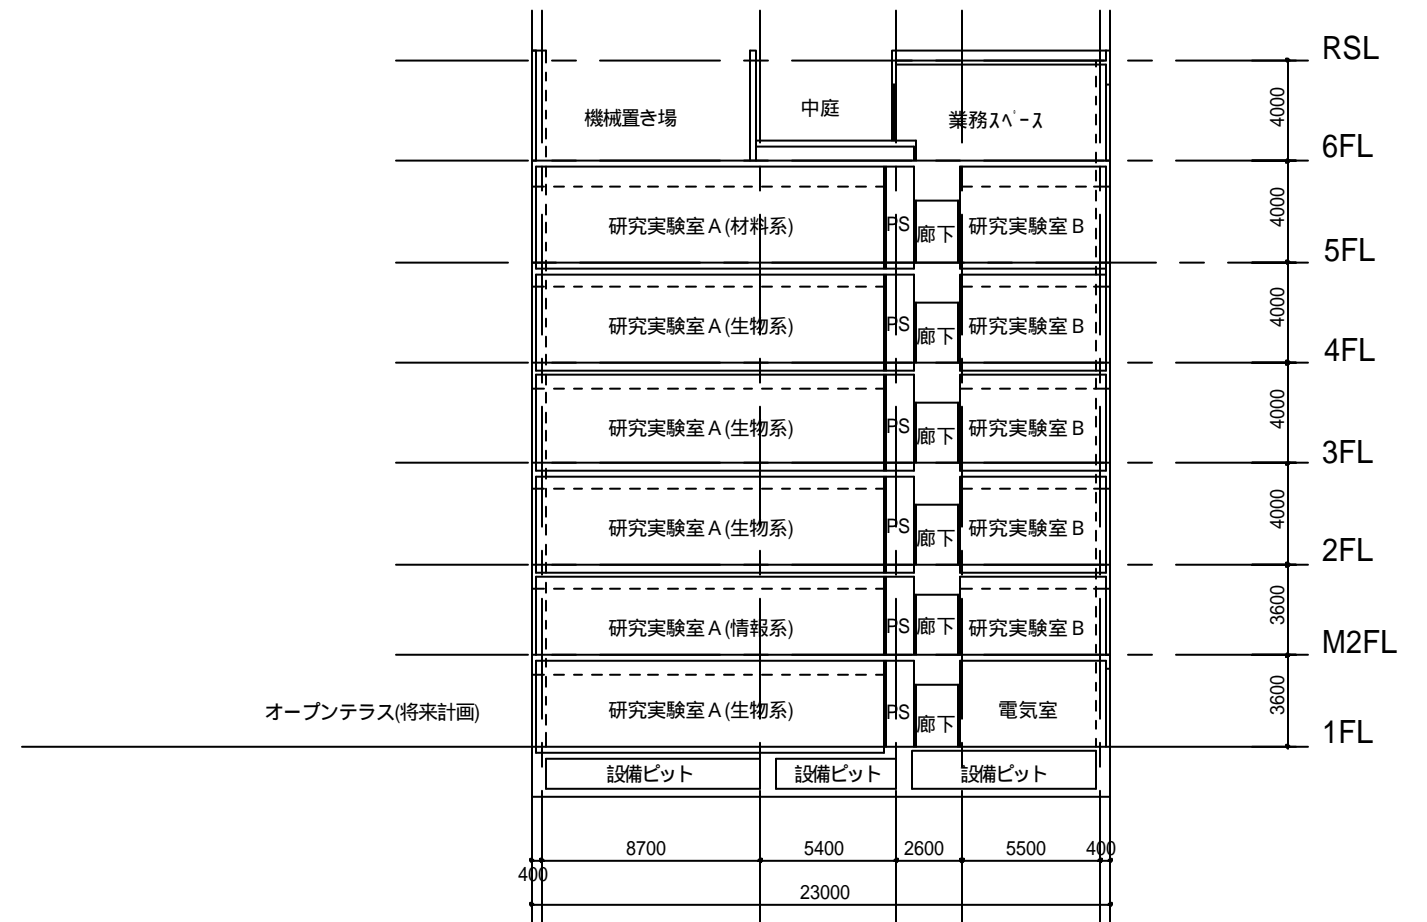 RSL
機械置き場
中庭
業務ｽﾍﾟｰｽ
4000
6FL
研究実験室A(材料系)
PS
廊下
研究実験室B
4000
5FL
研究実験室A(生物系)
PS
廊下
研究実験室B
4000
4FL
研究実験室A(生物系)
PS
廊下
研究実験室B
4000
3FL
研究実験室A(生物系)
PS
廊下
研究実験室B
4000
2FL
研究実験室A(情報系)
PS
廊下
研究実験室B
3600
M2FL
オープンテラス(将来計画)
研究実験室A(生物系)
PS
廊下
電気室
3600
1FL
設備ピット
設備ピット
設備ピット
8700
5400
2600
5500
400
400
23000